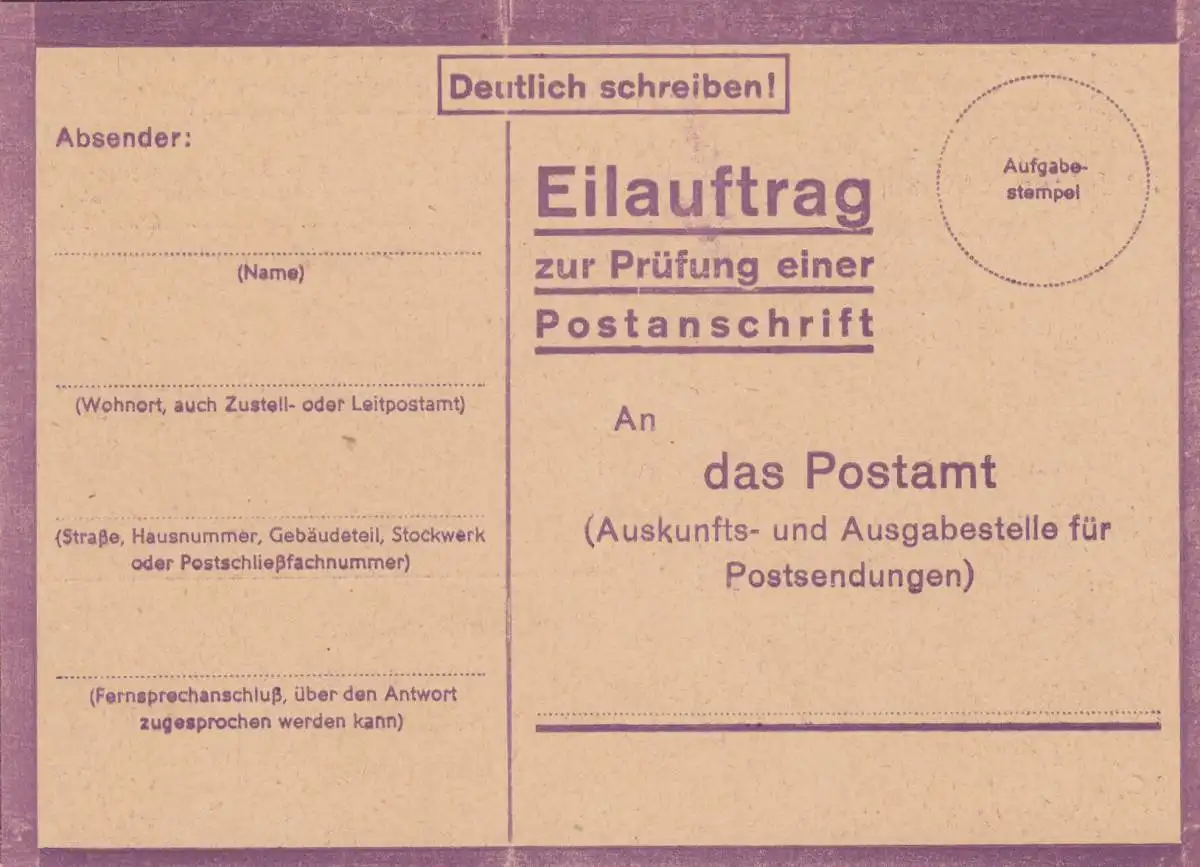 Deutlich schreiben!
Absender:
(Name)
(Wohnort, auch Zustell- oder Leitpostamt)
(Straße, Hausnummer, Gebäudeteil, Stockwerk
oder Postschließfachnummer)
(Fernsprechanschluß, über den Antwort
zugesprochen werden kann)
Eilauftrag
zur Prüfung einer
Postanschrift
Aufgabe-
stempel
An
das Postamt
(Auskunfts- und Ausgabestelle für
Postsendungen)